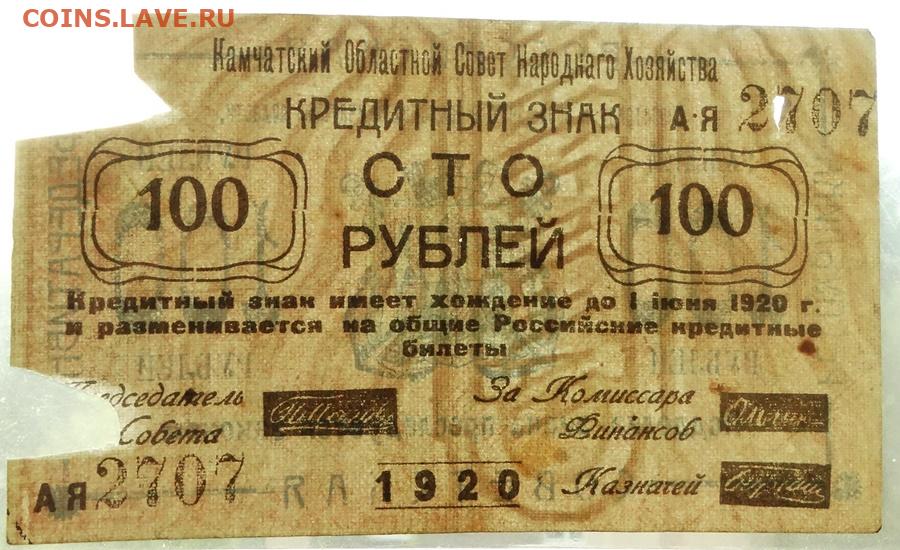 COINS.LAVE.RU
Камчатский Областной Совет Народнаго Хозяйства
КРЕДИТНЫЙ ЗНАК А·Я 2707
100 СТО 100
РУБЛЕЙ
Кредитный знак имеет хождение до 1 iюня 1920 г.
и разменивается на общие Российские кредитные
билеты
Председатель За Комиссара
Совета Финансов
АЯ 2707 1920 Казначей